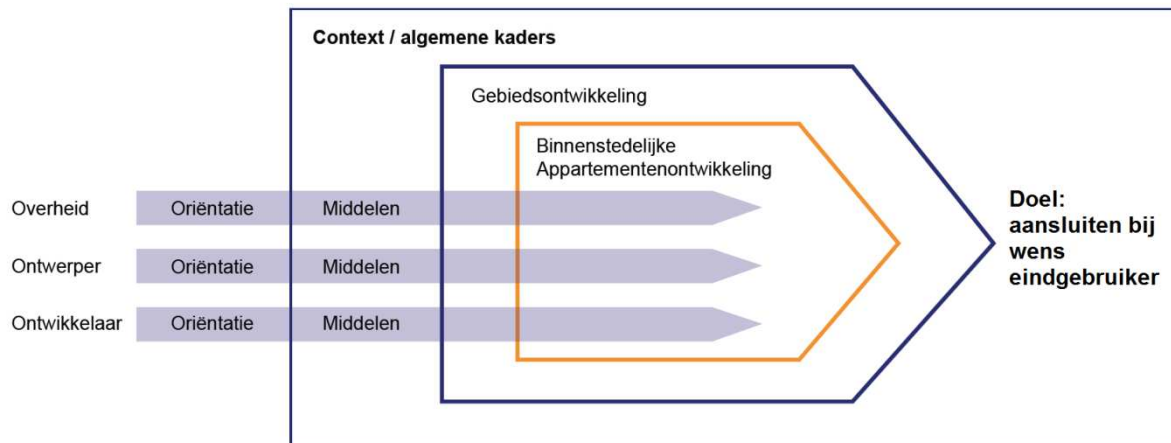 Context / algemene kaders
Gebiedsontwikkeling
Binnenstedelijke
Appartementenontwikkeling
Overheid Oriëntatie Middelen
Ontwerper Oriëntatie Middelen
Ontwikkelaar Oriëntatie Middelen
Doel:
aansluiten bij
wens
eindgebruiker